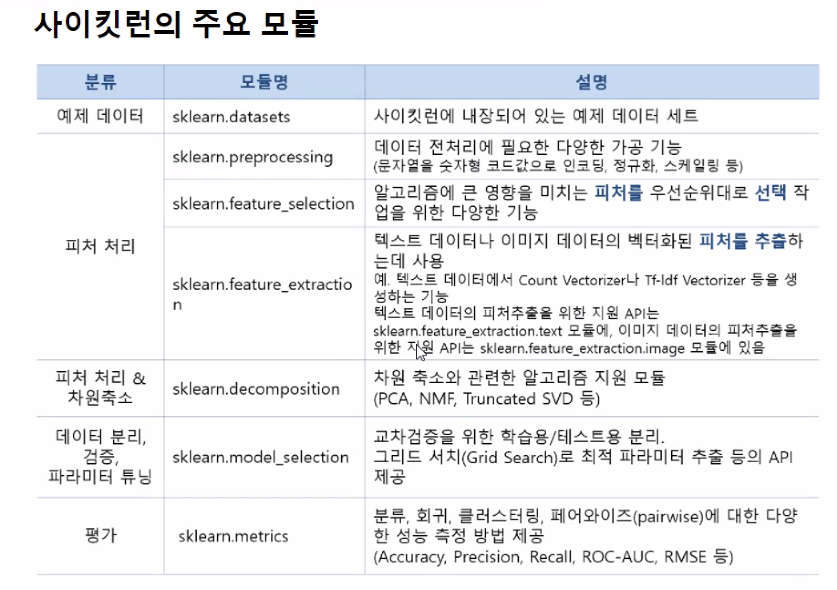 사이킷런의 주요 모듈
분류 모듈명 설명
예제 데이터 sklearn.datasets 사이킷런에 내장되어 있는 예제 데이터 세트
피처 처리
sklearn.preprocessing
데이터 전처리에 필요한 다양한 가공 기능
(문자열을 숫자형 코드값으로 인코딩, 정규화, 스케일링 등)
sklearn.feature_selection
알고리즘에 큰 영향을 미치는 피처를 우선순위대로 선택 작
업을 위한 다양한 기능
sklearn.feature_extractio
n
텍스트 데이터나 이미지 데이터의 벡터화된 피처를 추출하
는데 사용
예. 텍스트 데이터에서 Count Vectorizer나 Tf-Idf Vectorizer 등을 생
성하는 기능
텍스트 데이터의 피처추출을 위한 지원 API는
sklearn.feature_extraction.text 모듈에, 이미지 데이터의 피처추출을
위한 지원 API는 sklearn.feature_extraction.image 모듈에 있음
피처 처리 &
차원축소
sklearn.decomposition
차원 축소와 관련한 알고리즘 지원 모듈
(PCA, NMF, Truncated SVD 등)
데이터 분리,
검증,
파라미터 튜닝
sklearn.model_selection
교차검증을 위한 학습용/테스트용 분리.
그리드 서치(Grid Search)로 최적 파라미터 추출 등의 API
제공
평가
sklearn.metrics
분류, 회귀, 클러스터링, 페어와이즈(pairwise)에 대한 다양
한 성능 측정 방법 제공
(Accuracy, Precision, Recall, ROC-AUC, RMSE 등)